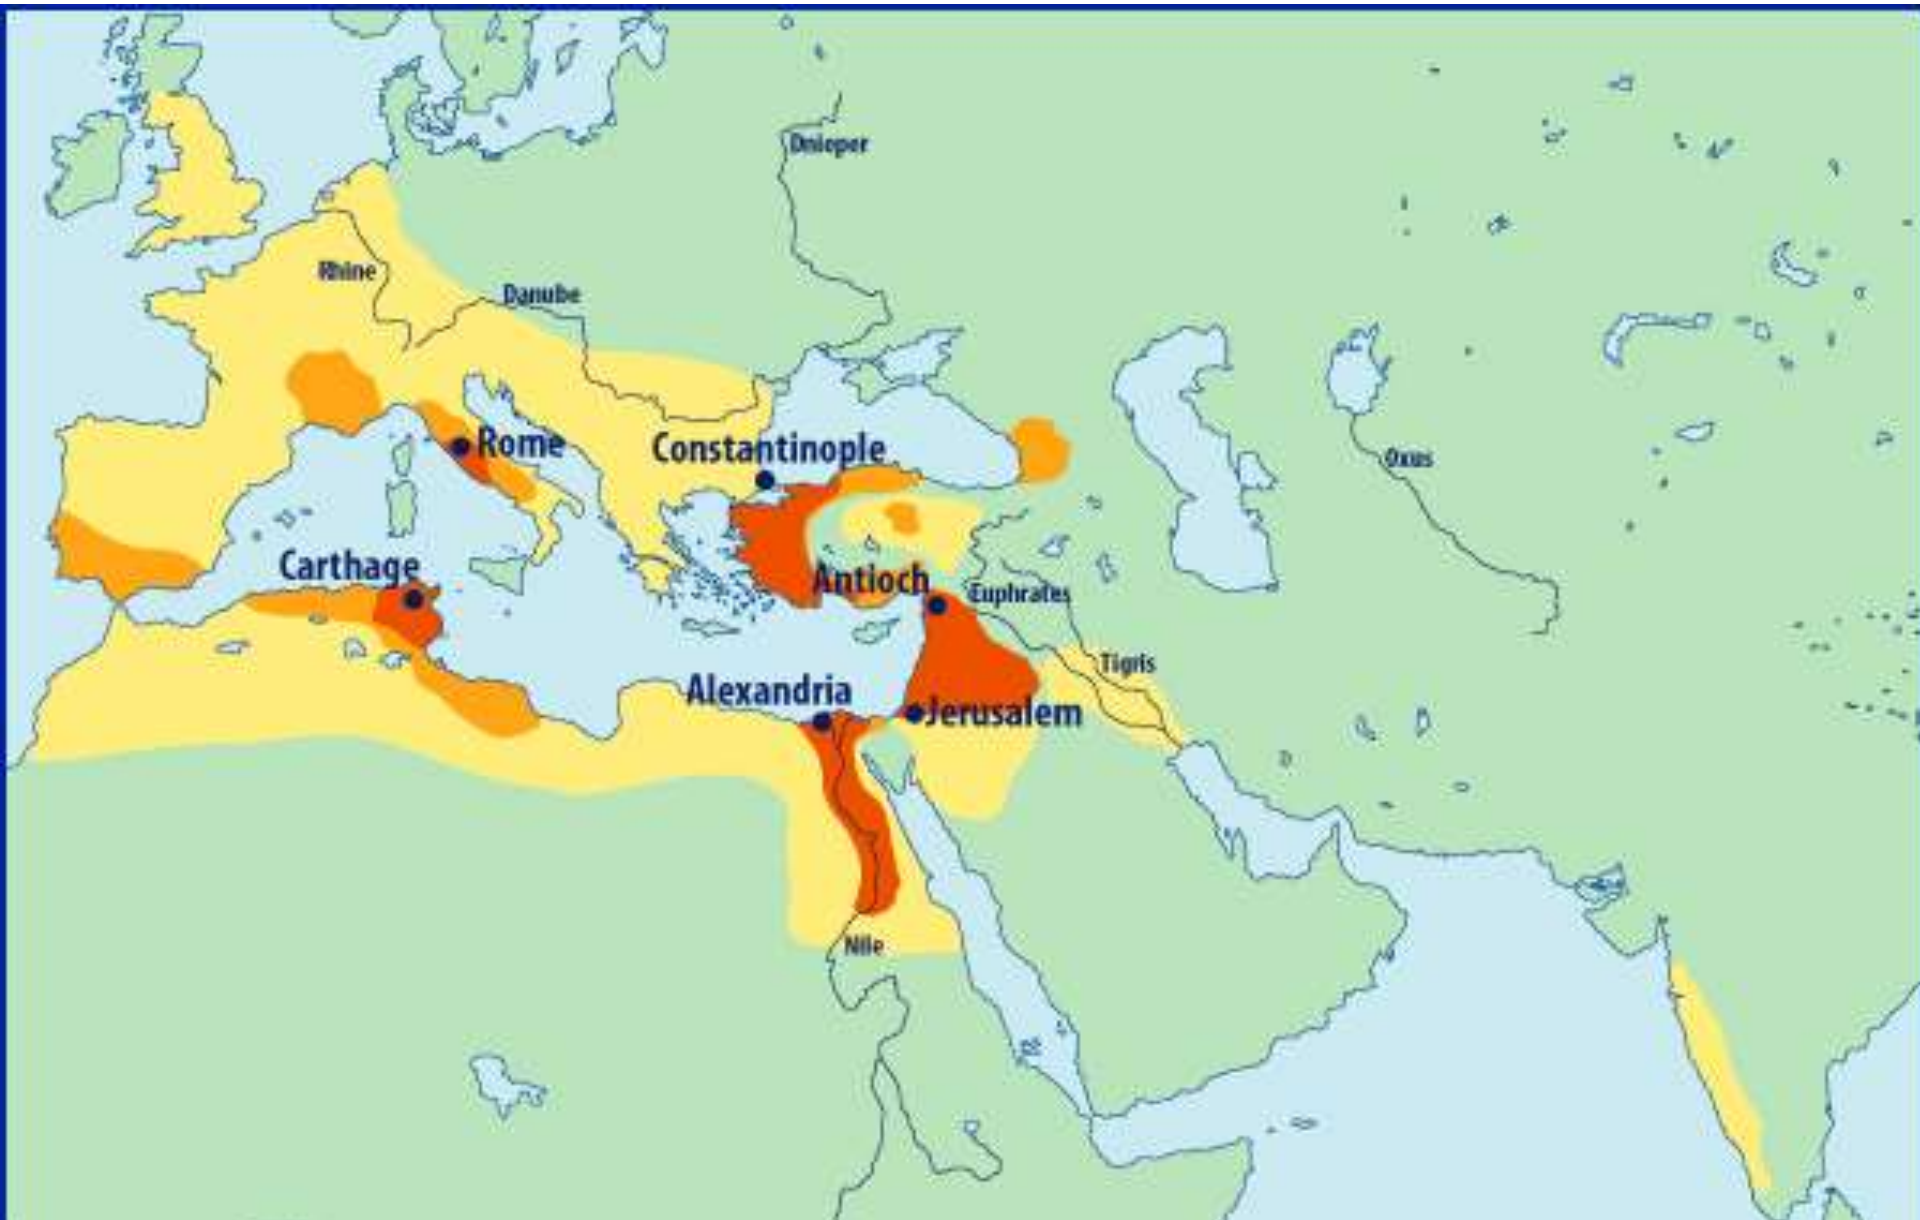 Dnieper
Rhine
Danube
Rome
Constantinople
Oxus
Carthage
Antioch
Euphrates
Tigris
Alexandria
Jerusalem
Nile